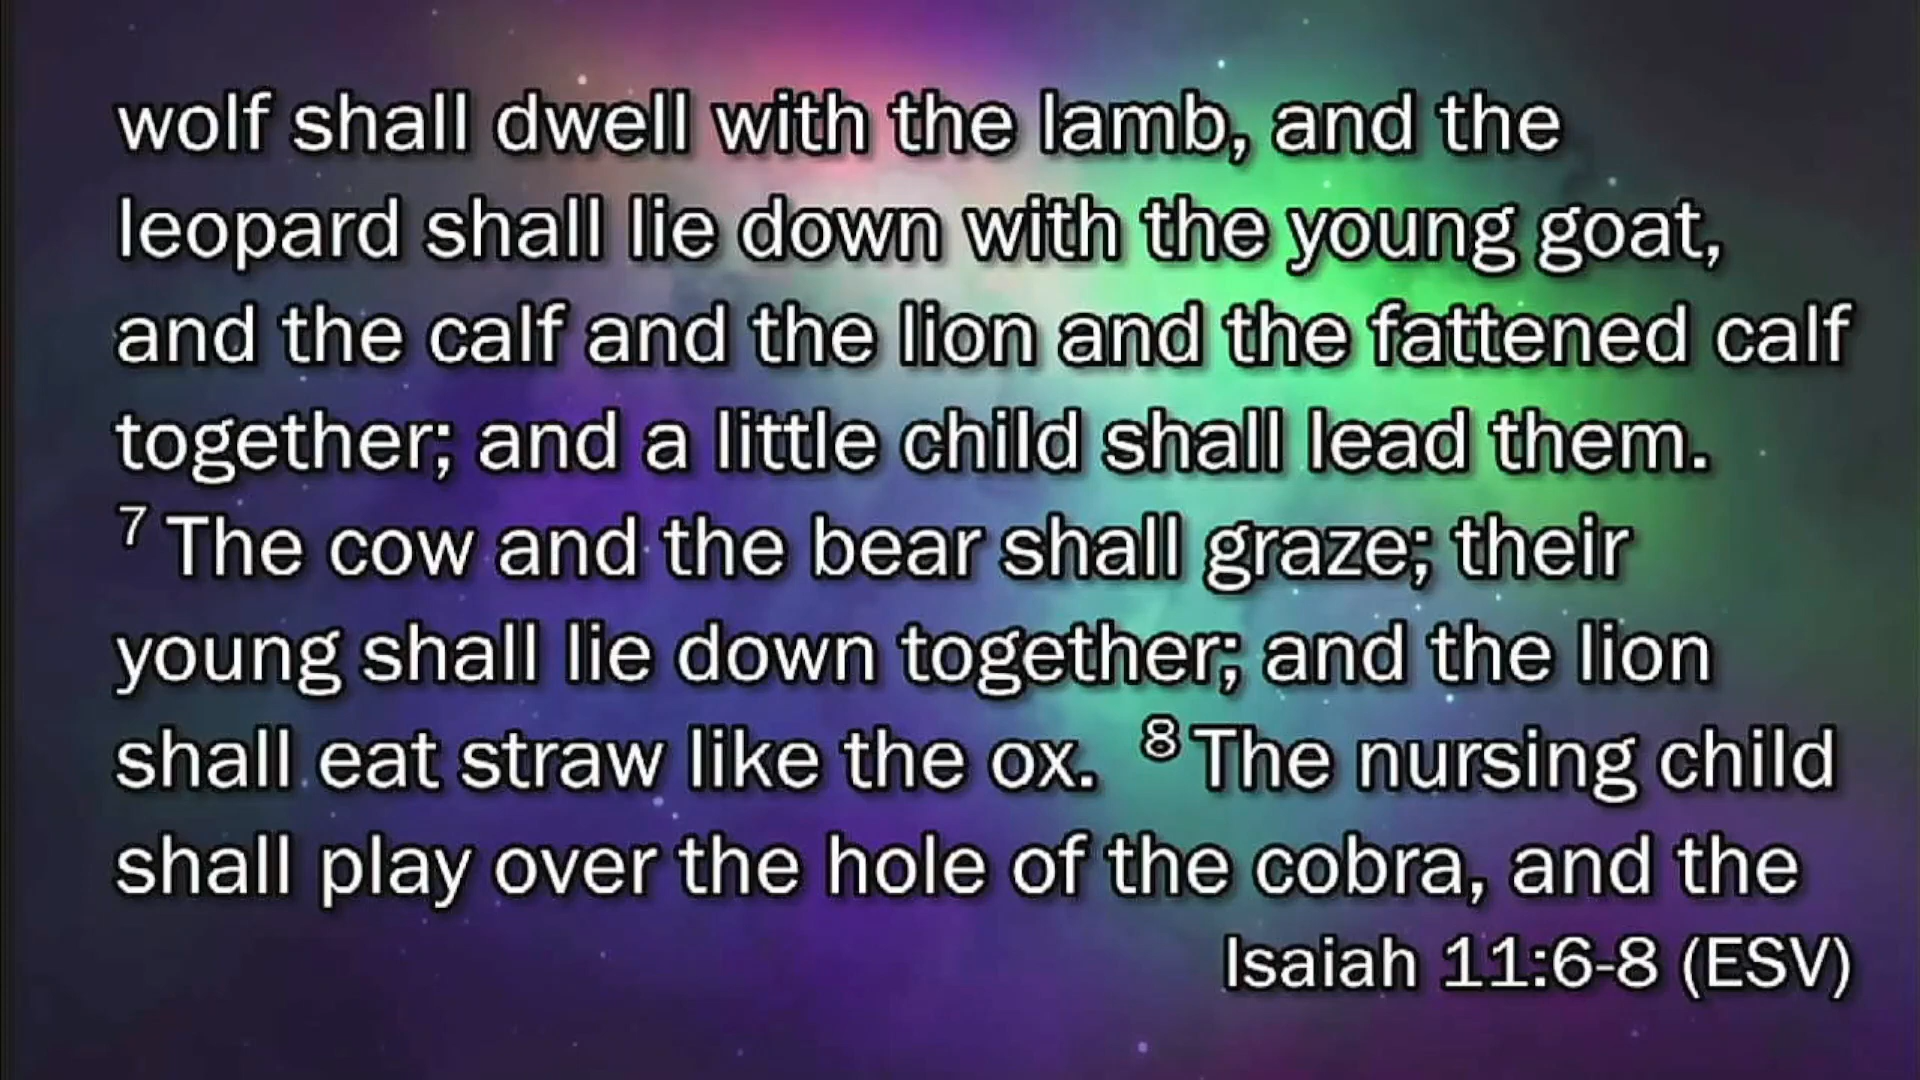 wolf shall dwell with the lamb, and the
leopard shall lie down with the young goat,
and the calf and the lion and the fattened calf
together; and a little child shall lead them.
7 The cow and the bear shall graze; their
young shall lie down together; and the lion
shall eat straw like the ox. 8 The nursing child
shall play over the hole of the cobra, and the
Isaiah 11:6-8 (ESV)